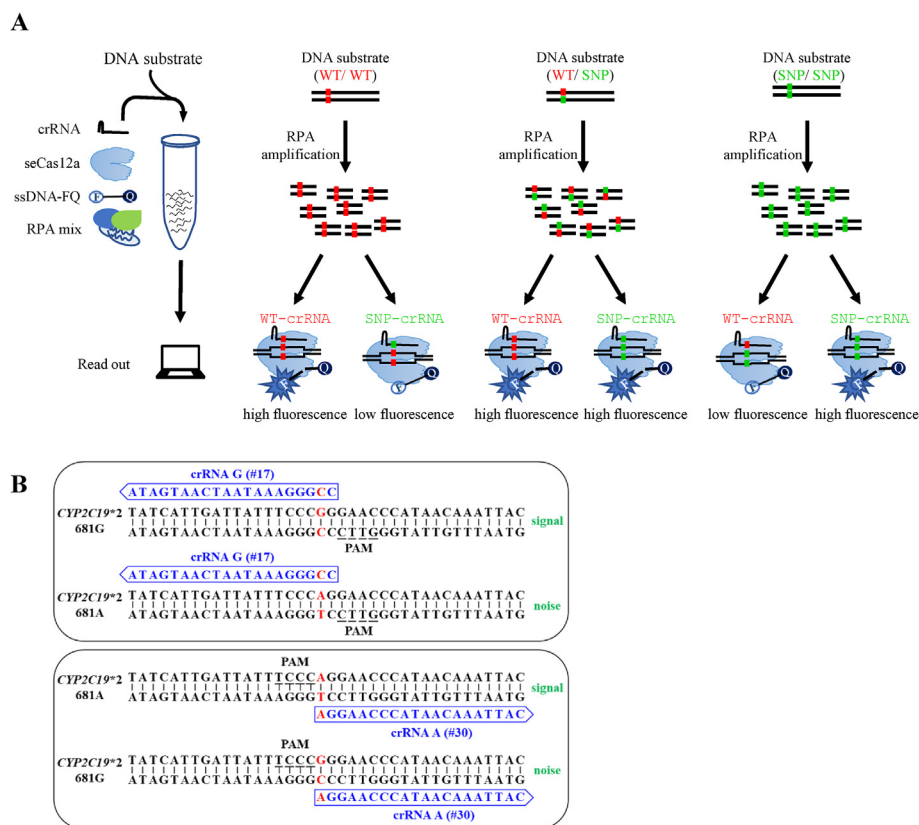 A
DNA substrate
crRNA
seCas12a
ssDNA-FQ
F Q
RPA mix
Read out
DNA substrate
(WT/ WT)
RPA
amplification
WT-crRNA SNP-crRNA
F Q F Q
high fluorescence low fluorescence
DNA substrate
(WT/ SNP)
RPA
amplification
WT-crRNA SNP-crRNA
F Q F Q
high fluorescence high fluorescence
DNA substrate
(SNP/ SNP)
RPA
amplification
WT-crRNA SNP-crRNA
F Q F Q
low fluorescence high fluorescence
B
crRNA G (#17)
ATAGTAACTAATAAAGGGCC
CYP2C19*2 TATCATTGATTATTTCCCGGGAACCCATAACAAATTAC
681G ATAGTAACTAATAAAGGGCCCTTGGGTATTGTTTAATG
signal
PAM
crRNA G (#17)
ATAGTAACTAATAAAGGGCC
CYP2C19*2 TATCATTGATTATTTCCCAGGAACCCATAACAAATTAC
681A ATAGTAACTAATAAAGGGTCCTTGGGTATTGTTTAATG
noise
PAM
PAM
CYP2C19*2 TATCATTGATTATTTCCCAGGAACCCATAACAAATTAC
681A ATAGTAACTAATAAAGGGTCCTTGGGTATTGTTTAATG
signal
AGGAACCCATAACAAATTAC
crRNA A (#30)
PAM
CYP2C19*2 TATCATTGATTATTTCCCGGGAACCCATAACAAATTAC
681G ATAGTAACTAATAAAGGGCCCTTGGGTATTGTTTAATG
noise
AGGAACCCATAACAAATTAC
crRNA A (#30)